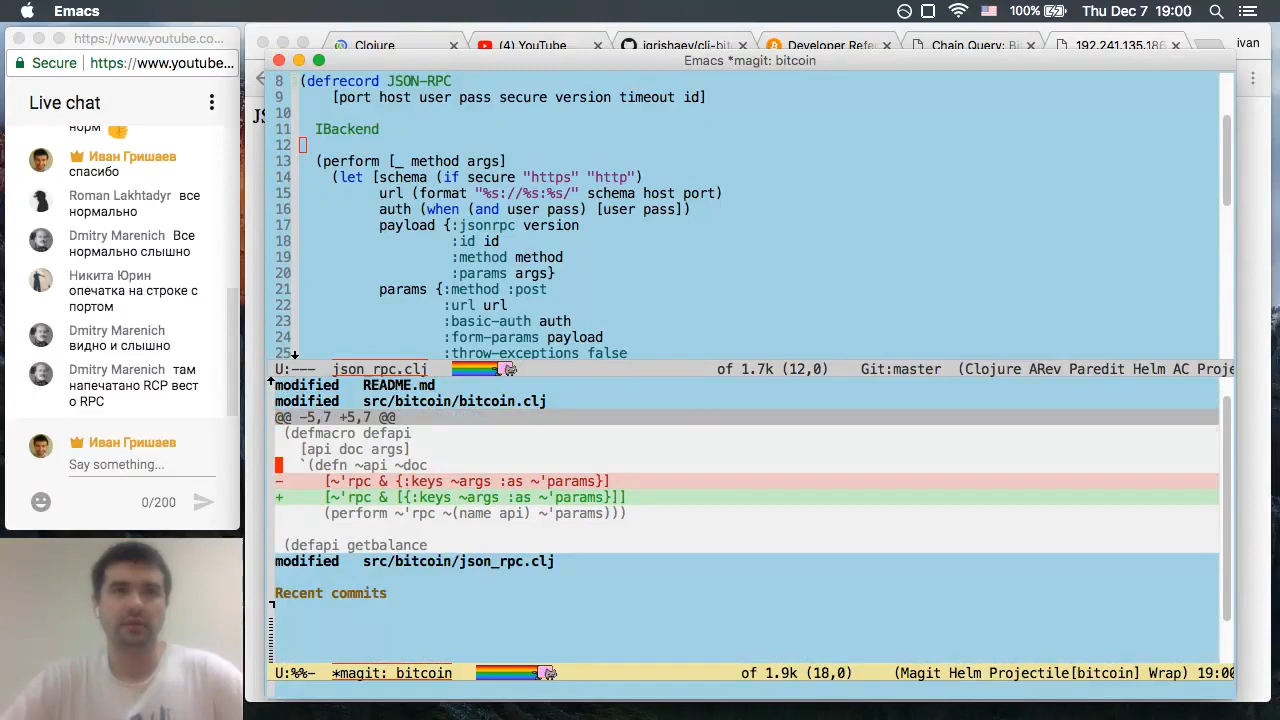 Emacs
100%
Thu Dec 7 19:00
https://www.youtube.co...
Secure
https://www.youtube...
Live chat
норм 👍
Иван Гришаев
спасибо
Roman Lakhtadyr все
нормально
Dmitry Marenich Все
нормально слышно
Никита Юрин
опечатка на строке с
портом
Dmitry Marenich
видно и слышно
Dmitry Marenich там
напечатано RCP вест
о RPC
Иван Гришаев
Say something...
0/200
Clojure
(4) YouTube
igrishaev/cli-bit
Developer Refe
Chain Query: Bi
192.241.135.186
ivan
Emacs *magit: bitcoin
8 (defrecord JSON-RPC
9 [port host user pass secure version timeout id]
10
11 IBackend
12
13 (perform [_ method args]
14 (let [schema (if secure "https" "http")
15 url (format "%s://%s:%s/" schema host port)
16 auth (when (and user pass) [user pass])
17 payload {:jsonrpc version
18 :id id
19 :method method
20 :params args}
21 params {:method :post
22 :url url
23 :basic-auth auth
24 :form-params payload
25 :throw-exceptions false
U:--- json_rpc.clj of 1.7k (12,0) Git:master (Clojure ARev Paredit Helm AC Proje
modified README.md
modified src/bitcoin/bitcoin.clj
@@ -5,7 +5,7 @@
(defmacro defapi
[api doc args]
`(defn ~api ~doc
- [~'rpc & {:keys ~args :as ~'params}]
+ [~'rpc & [{:keys ~args :as ~'params}]]
(perform ~'rpc ~(name api) ~'params)))
(defapi getbalance
modified src/bitcoin/json_rpc.clj
Recent commits
U:%%- *magit: bitcoin of 1.9k (18,0) (Magit Helm Projectile[bitcoin] Wrap) 19:00